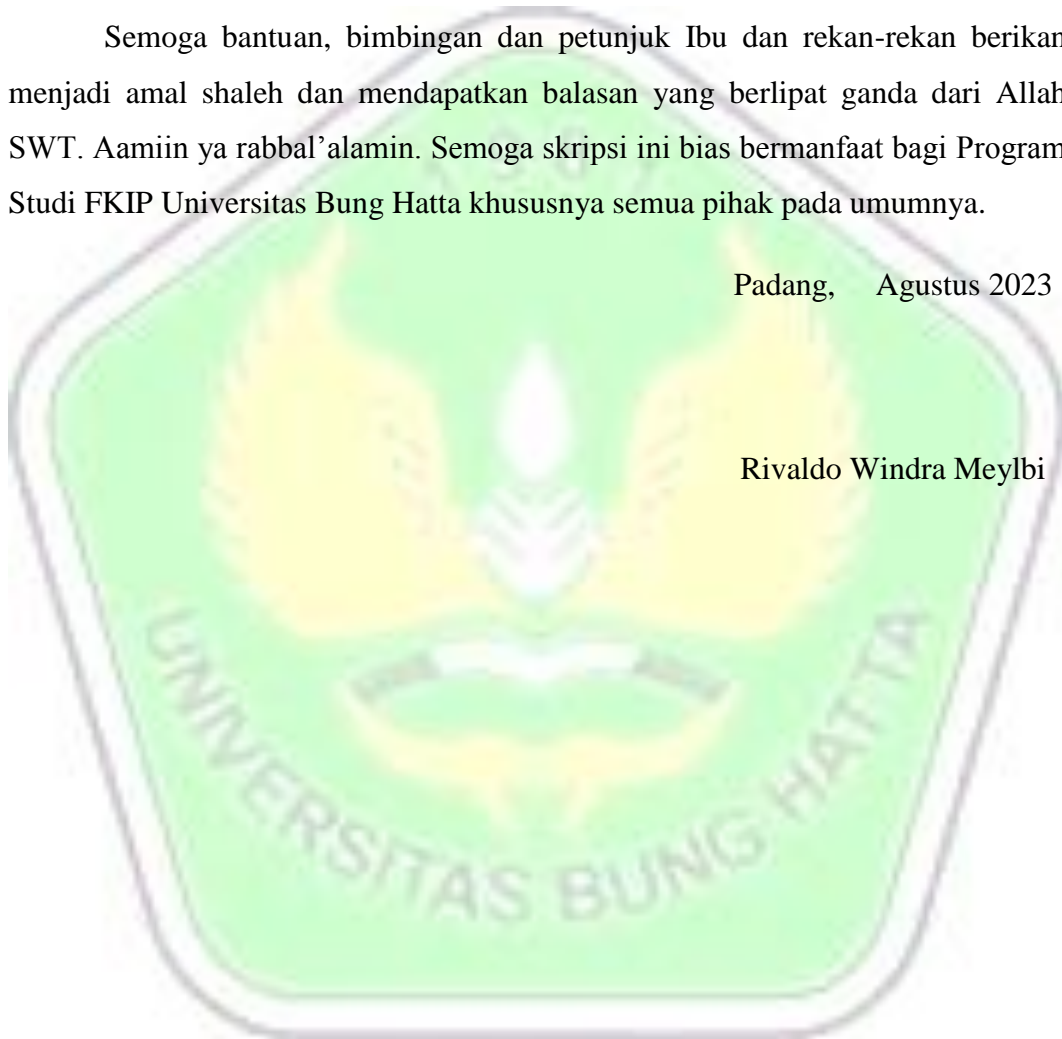 Semoga bantuan, bimbingan dan petunjuk Ibu dan rekan-rekan berikan
menjadi amal shaleh dan mendapatkan balasan yang berlipat ganda dari Allah
SWT. Aamiin ya rabbal’alamin. Semoga skripsi ini bias bermanfaat bagi Program
Studi FKIP Universitas Bung Hatta khususnya semua pihak pada umumnya.
Padang, Agustus 2023
Rivaldo Windra Meylbi
UNIVERSITAS BUNG HATTA